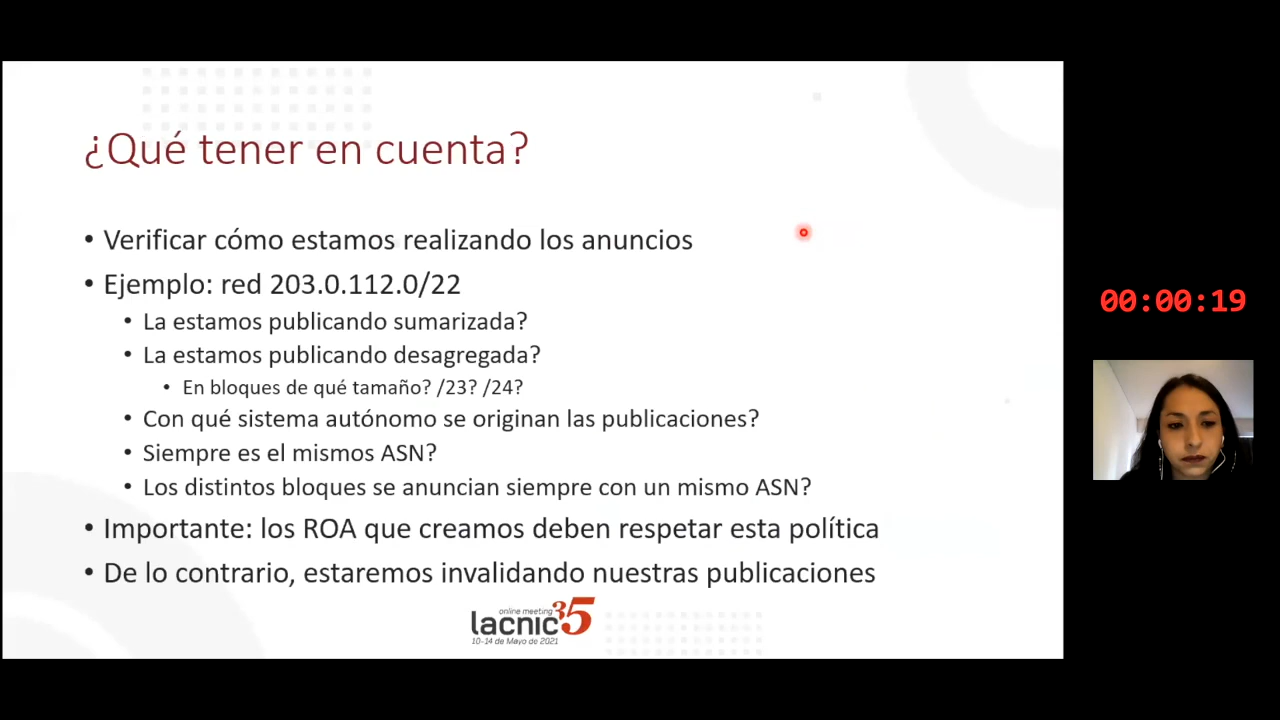 ¿Qué tener en cuenta?
• Verificar cómo estamos realizando los anuncios
• Ejemplo: red 203.0.112.0/22
• La estamos publicando sumarizada?
• La estamos publicando desagregada?
• En bloques de qué tamaño? /23? /24?
• Con qué sistema autónomo se originan las publicaciones?
• Siempre es el mismos ASN?
• Los distintos bloques se anuncian siempre con un mismo ASN?
• Importante: los ROA que creamos deben respetar esta política
• De lo contrario, estaremos invalidando nuestras publicaciones
online meeting
lacnic 35
10-14 de Mayo de 2021
00:00:19